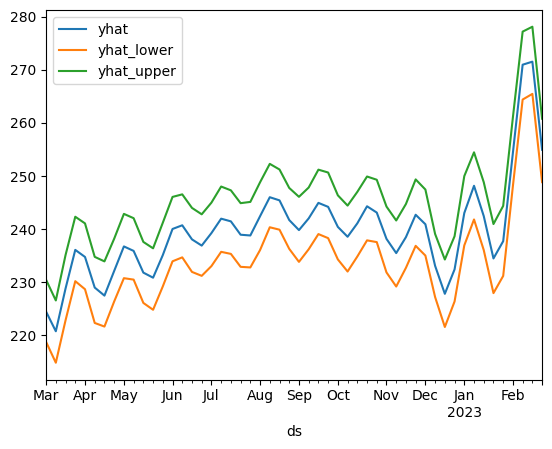 280
270
260
250
240
230
220
yhat
yhat_lower
yhat_upper
Mar Apr May Jun Jul Aug Sep Oct Nov Dec Jan Feb
2023
ds